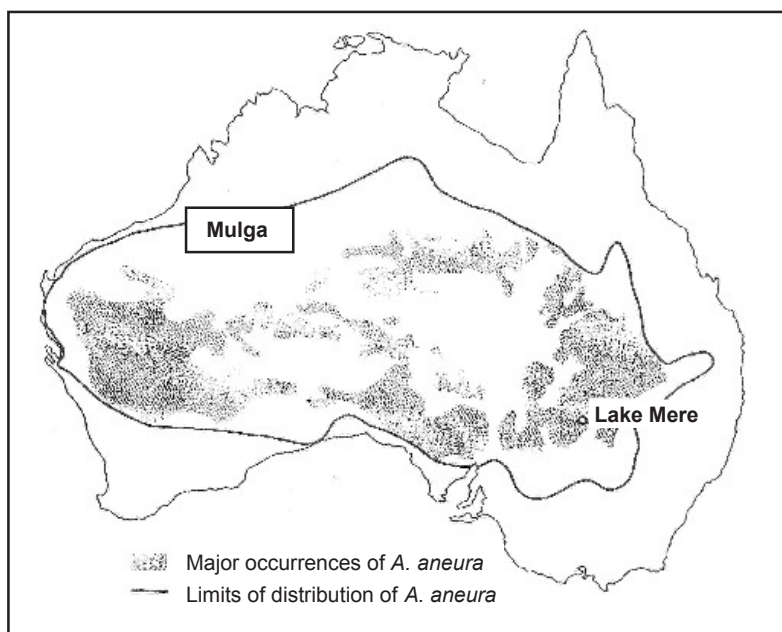 Mulga
Lake Mere
Major occurrences of A. aneura
Limits of distribution of A. aneura